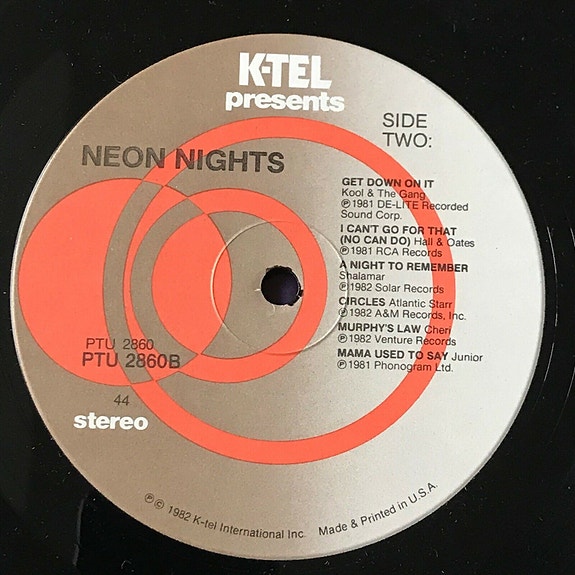 K-TEL
presents
SIDE
TWO:
NEON NIGHTS
GET DOWN ON IT
Kool & The Gang
℗1981 DE-LITE Recorded
Sound Corp.
I CAN'T GO FOR THAT
(NO CAN DO) Hall & Oates
℗1981 RCA Records
A NIGHT TO REMEMBER
Shalamar
℗1982 Solar Records
CIRCLES Atlantic Starr
℗1982 A&M Records, Inc.
MURPHY'S LAW Cheri
℗1982 Venture Records
MAMA USED TO SAY Junior
℗1981 Phonogram Ltd.
PTU 2860
PTU 2860B
44
stereo
℗© 1982 K-tel International Inc. Made & Printed in U.S.A.